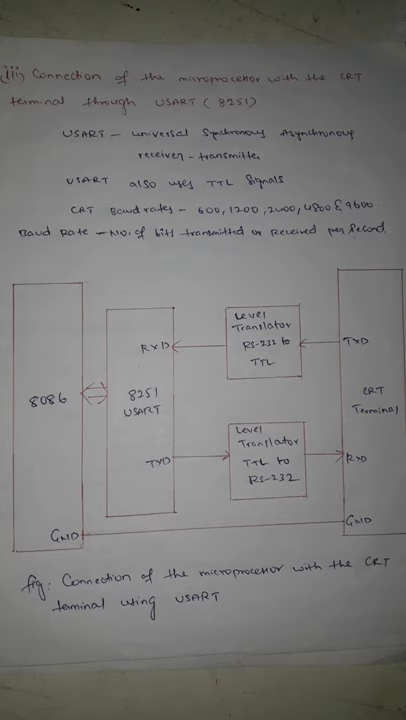 (iii) Connection of the microprocessor with the CRT
terminal through USART (8251)
USART – universal Synchronous Asynchronous
receiver - transmitter
USART also uses TTL Signals
CRT Baud rates – 600, 1200, 2400, 4800 & 9600.
Baud Rate – No. of bits transmitted or Received per Second.
Level
Translator
RS-232 to
TTL
RXD
TXD
8086
8251
USART
CRT
Terminal
Level
Translator
TTL to
RS-232
TXD
RXD
GND
GND
fig: Connection of the microprocessor with the CRT
terminal using USART